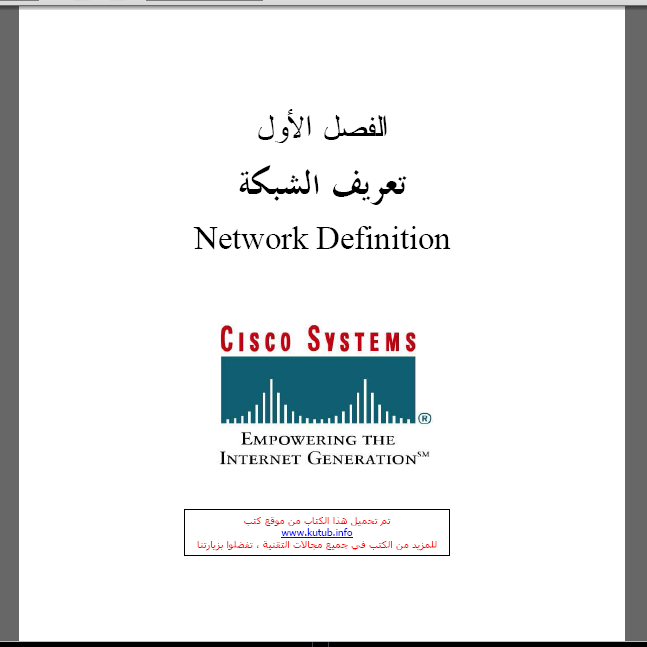 الفصل الأول
تعريف الشبكة
Network Definition
CISCO SYSTEMS
®
EMPOWERING THE
INTERNET GENERATION℠
تم تحميل هذا الكتاب من موقع كتب
www.kutub.info
للمزيد من الكتب في جميع مجالات التقنية ، تفضلوا بزيارتنا